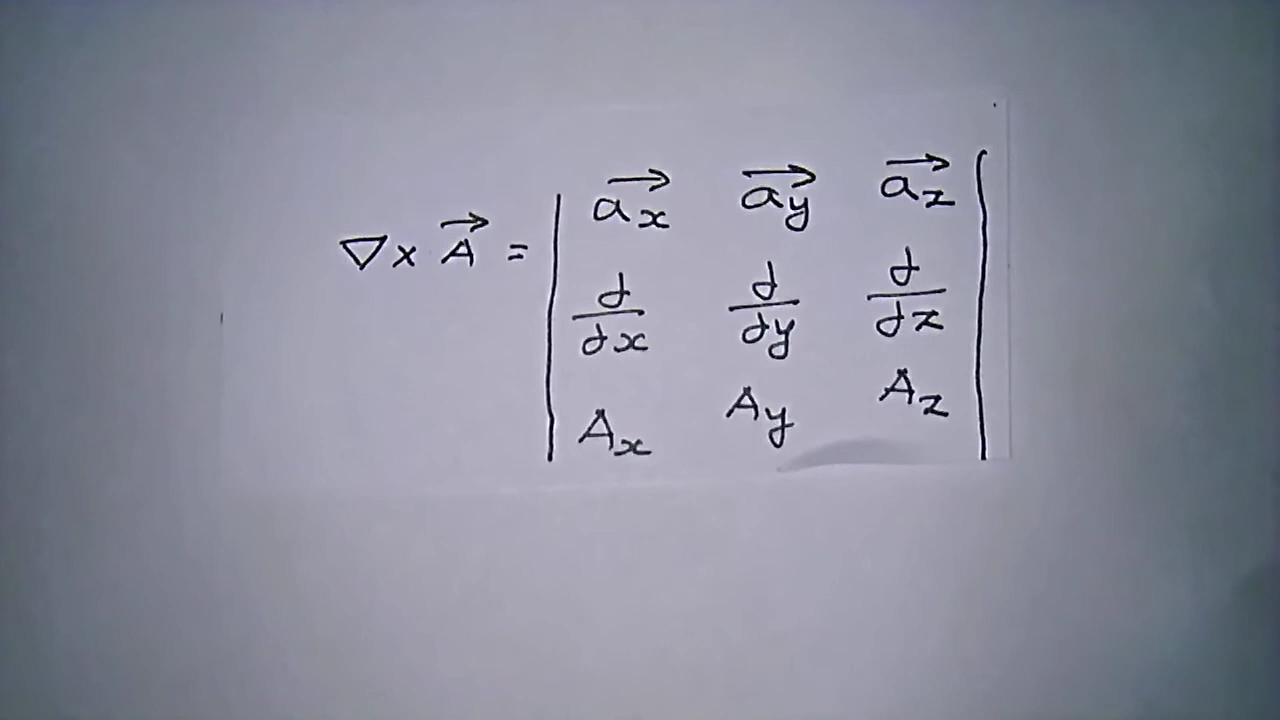 ∇ × A⃗ = | a⃗x a⃗y a⃗z |
| ∂/∂x ∂/∂y ∂/∂z |
| Ax Ay Az |